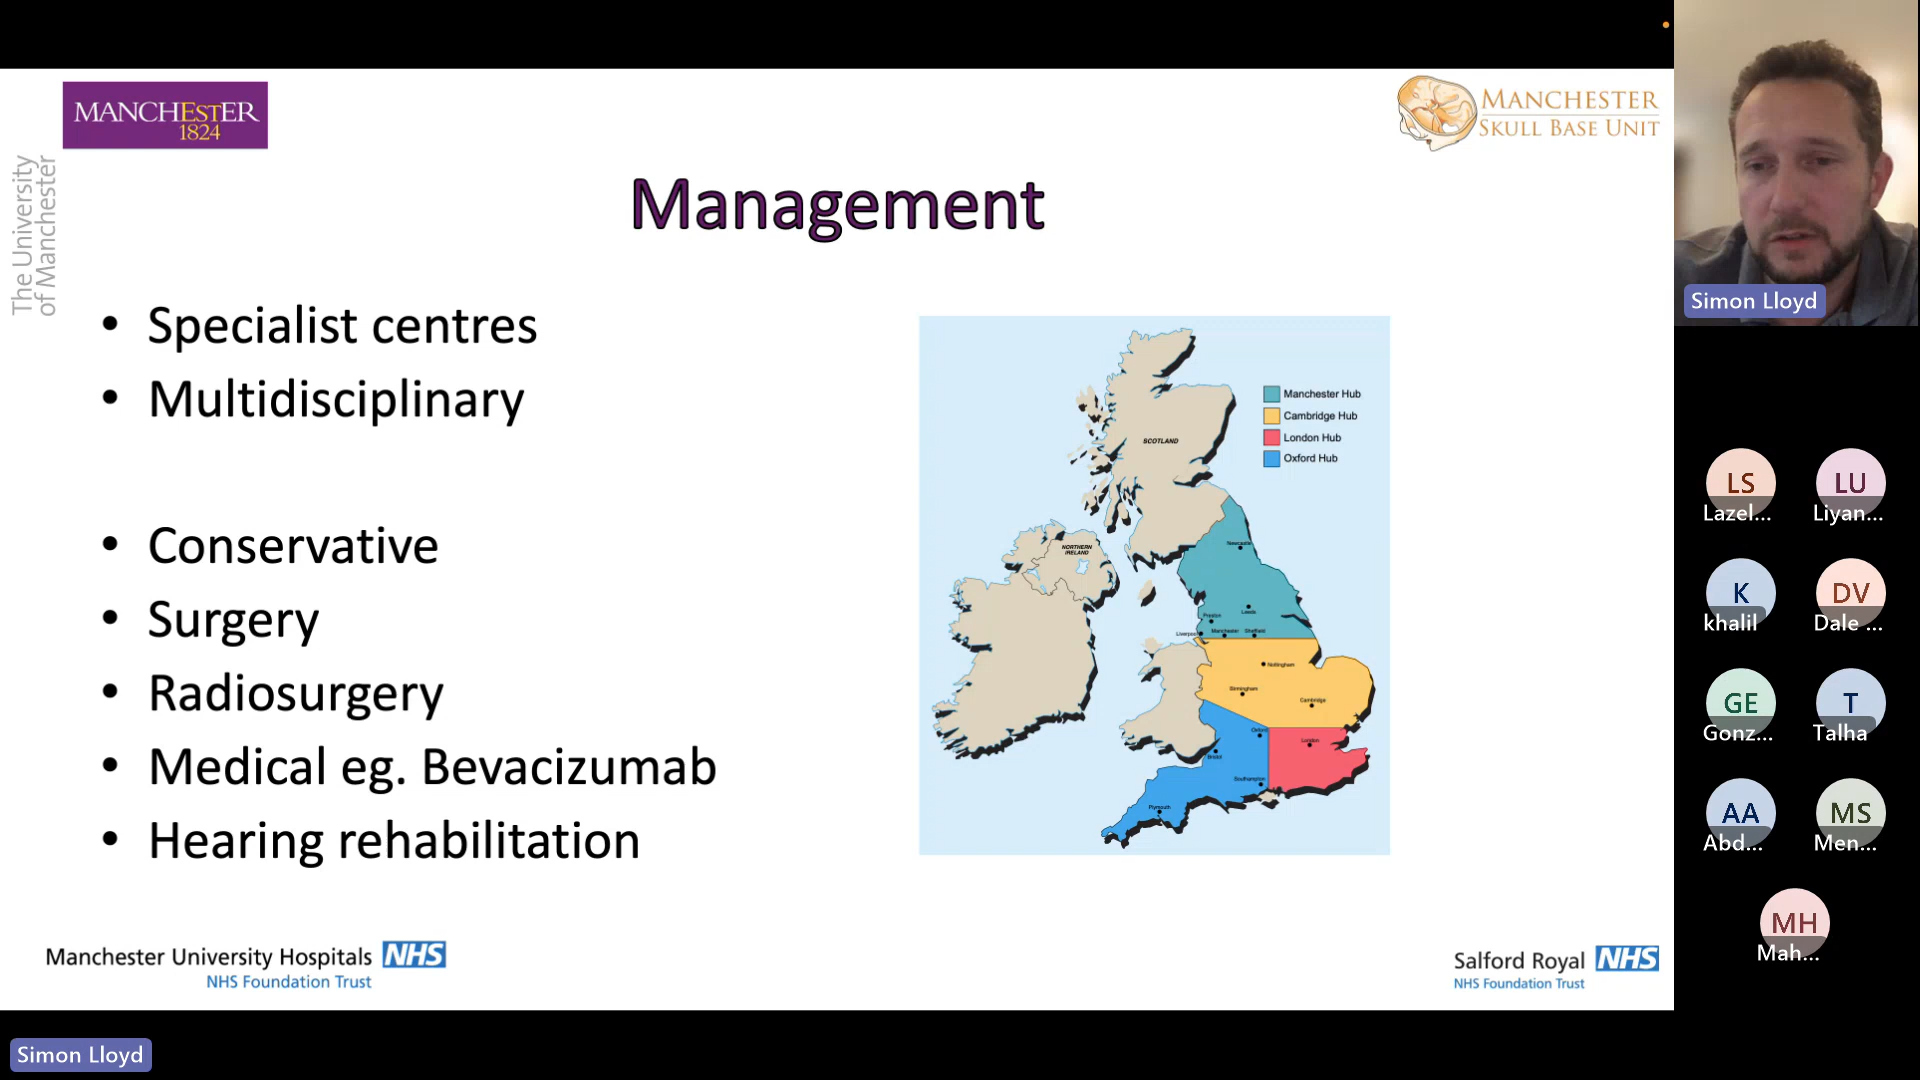 MANCHESTER
1824
The University
of Manchester
MANCHESTER
SKULL BASE UNIT
Management
• Specialist centres
• Multidisciplinary
• Conservative
• Surgery
• Radiosurgery
• Medical eg. Bevacizumab
• Hearing rehabilitation
Manchester Hub
Cambridge Hub
London Hub
Oxford Hub
SCOTLAND
NORTHERN
IRELAND
Newcastle
Leeds
Preston
Liverpool
Manchester
Sheffield
Nottingham
Birmingham
Cambridge
Oxford
London
Bristol
Southampton
Plymouth
Manchester University Hospitals NHS
NHS Foundation Trust
Salford Royal NHS
NHS Foundation Trust
Simon Lloyd
LS
Lazel...
LU
Liyan...
K
khalil
DV
Dale ...
GE
Gonz...
T
Talha
AA
Abd...
MS
Men...
MH
Mah...
Simon Lloyd